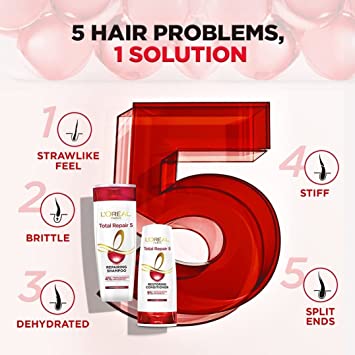 5 HAIR PROBLEMS,
1 SOLUTION
1
STRAWLIKE
FEEL
2
BRITTLE
3
DEHYDRATED
5
4
STIFF
5
SPLIT
ENDS
L'ORÉAL
Total Repair 5
REPAIRING
SHAMPOO
L'ORÉAL
Total Repair 5
RESTORING
CONDITIONER